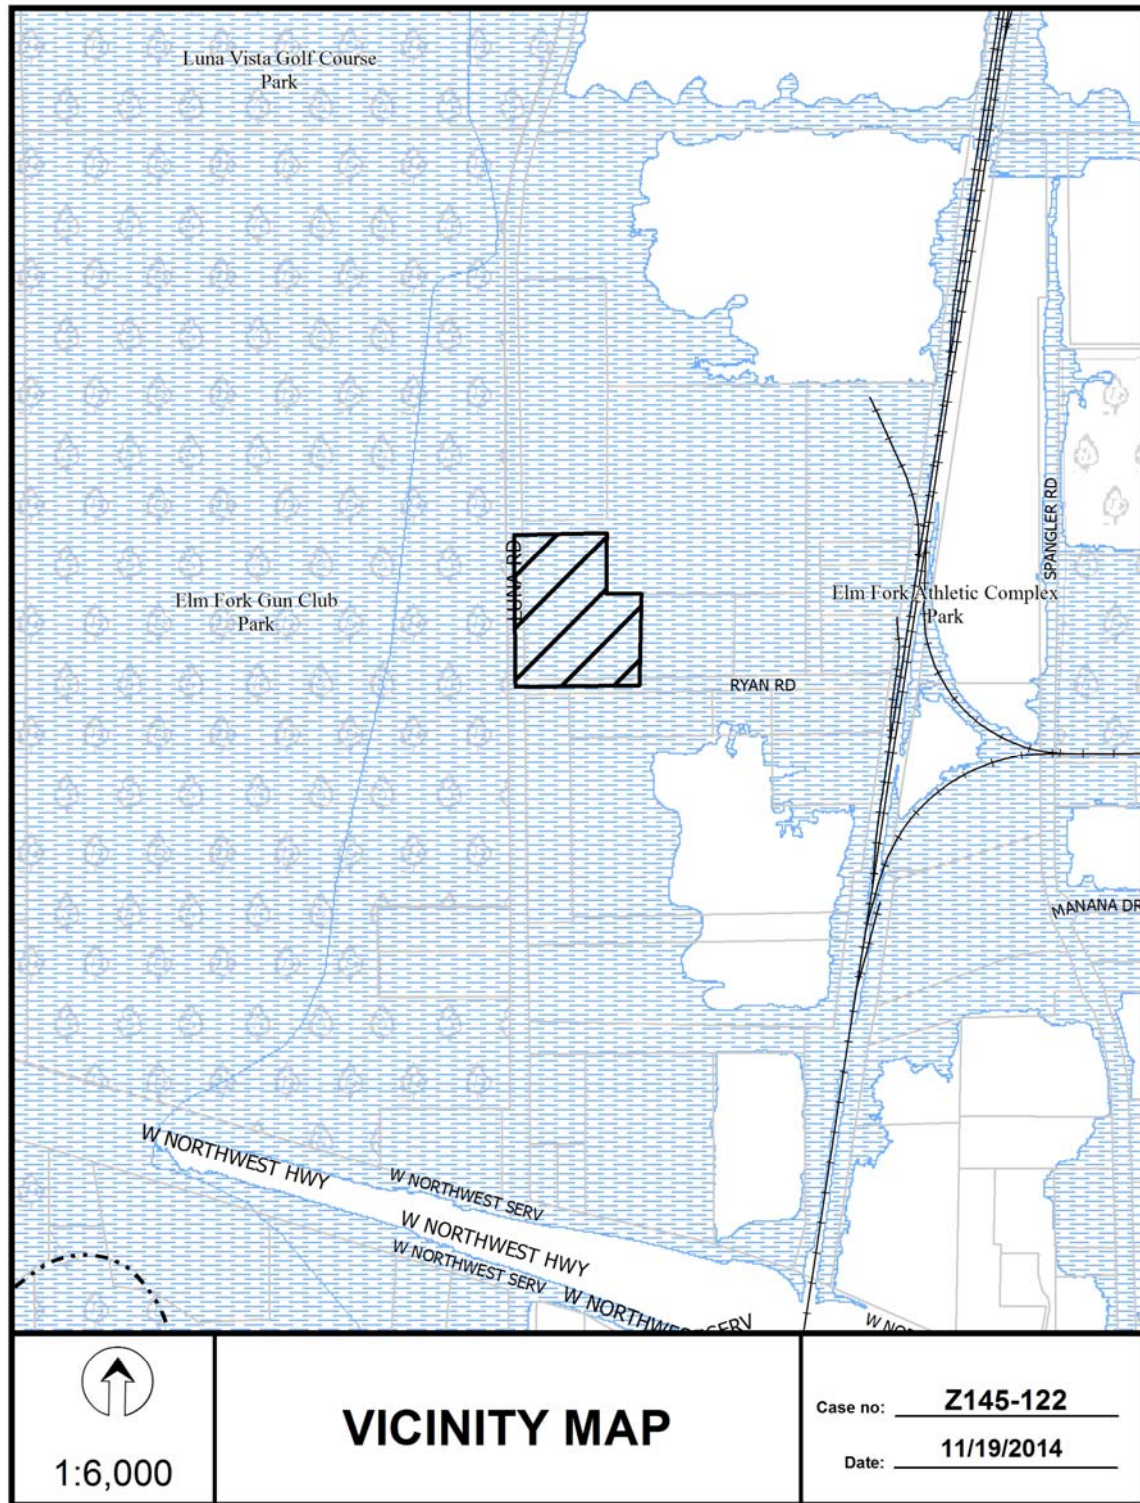 Luna Vista Golf Course
Park
SPANGLER RD
LUNA RD
Elm Fork Gun Club
Park
Elm Fork Athletic Complex
Park
RYAN RD
MANANA DR
W NORTHWEST HWY
W NORTHWEST SERV
W NORTHWEST HWY
W NORTHWEST SERV
W NORTHWEST SERV
1:6,000
VICINITY MAP
Case no: Z145-122
Date: 11/19/2014